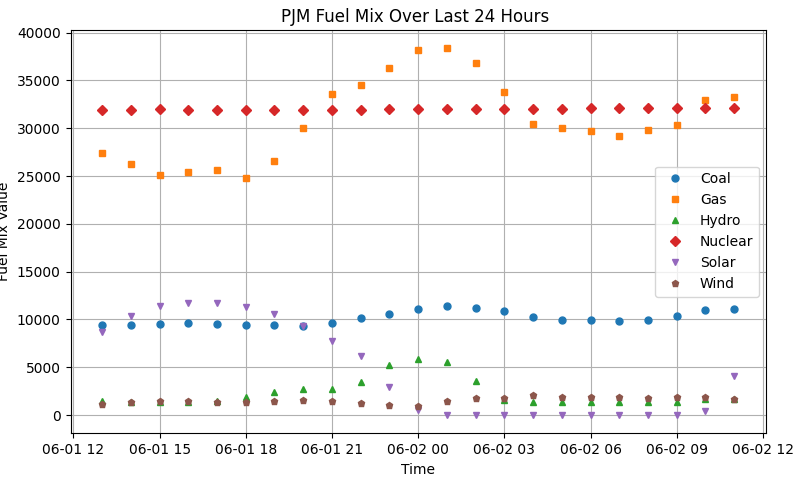 PJM Fuel Mix Over Last 24 Hours
40000
35000
30000
25000
20000
15000
10000
5000
0
Fuel Mix Value
Coal
Gas
Hydro
Nuclear
Solar
Wind
06-01 12 06-01 15 06-01 18 06-01 21 06-02 00 06-02 03 06-02 06 06-02 09 06-02 12
Time